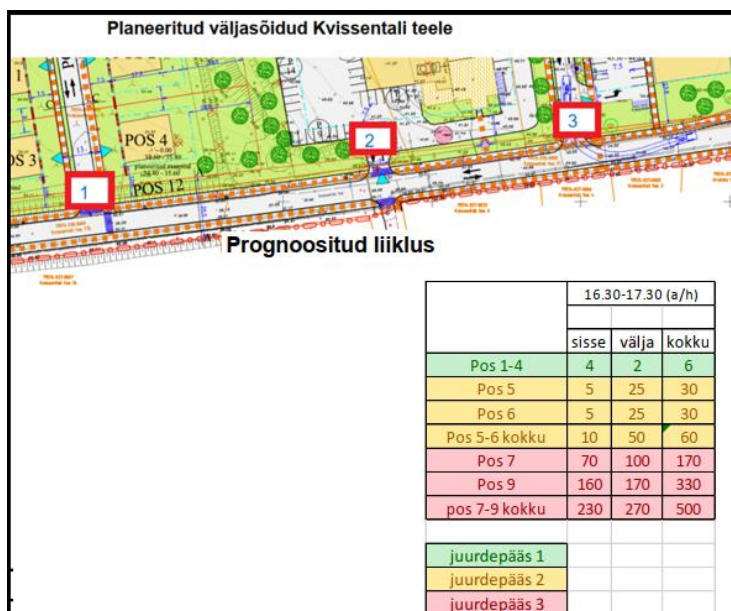 Planeeritud väljasõidud Kvissentali teele
POS 4
POS 12
1
2
3
Prognoositud liiklus
16.30-17.30 (a/h)
sisse välja kokku
Pos 1-4 4 2 6
Pos 5 5 25 30
Pos 6 5 25 30
Pos 5-6 kokku 10 50 60
Pos 7 70 100 170
Pos 9 160 170 330
pos 7-9 kokku 230 270 500
juurdepääs 1
juurdepääs 2
juurdepääs 3